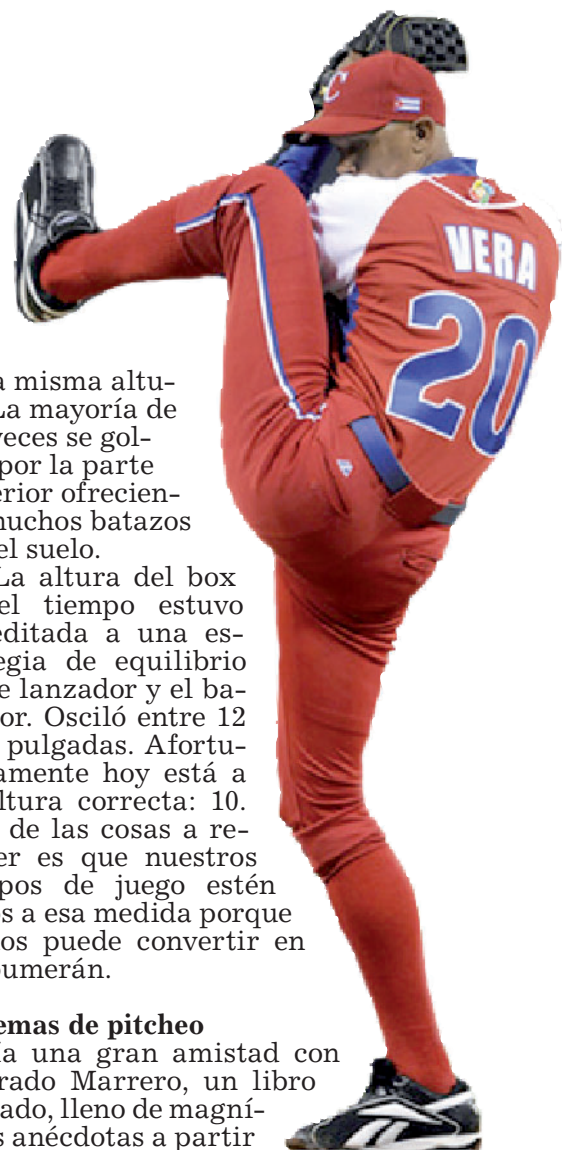 C
VERA
20
a misma altu-
La mayoría de
veces se gol-
por la parte
erior ofrecien-
muchos batazos
el suelo.
La altura del box
el tiempo estuvo
editada a una es-
egia de equilibrio
e lanzador y el ba-
or. Osciló entre 12
pulgadas. Afortu-
amente hoy está a
ltura correcta: 10.
de las cosas a re-
er es que nuestros
pos de juego estén
os a esa medida porque
os puede convertir en
bumerán.
emas de pitcheo
ía una gran amistad con
rado Marrero, un libro
ado, lleno de magní-
s anécdotas a partir